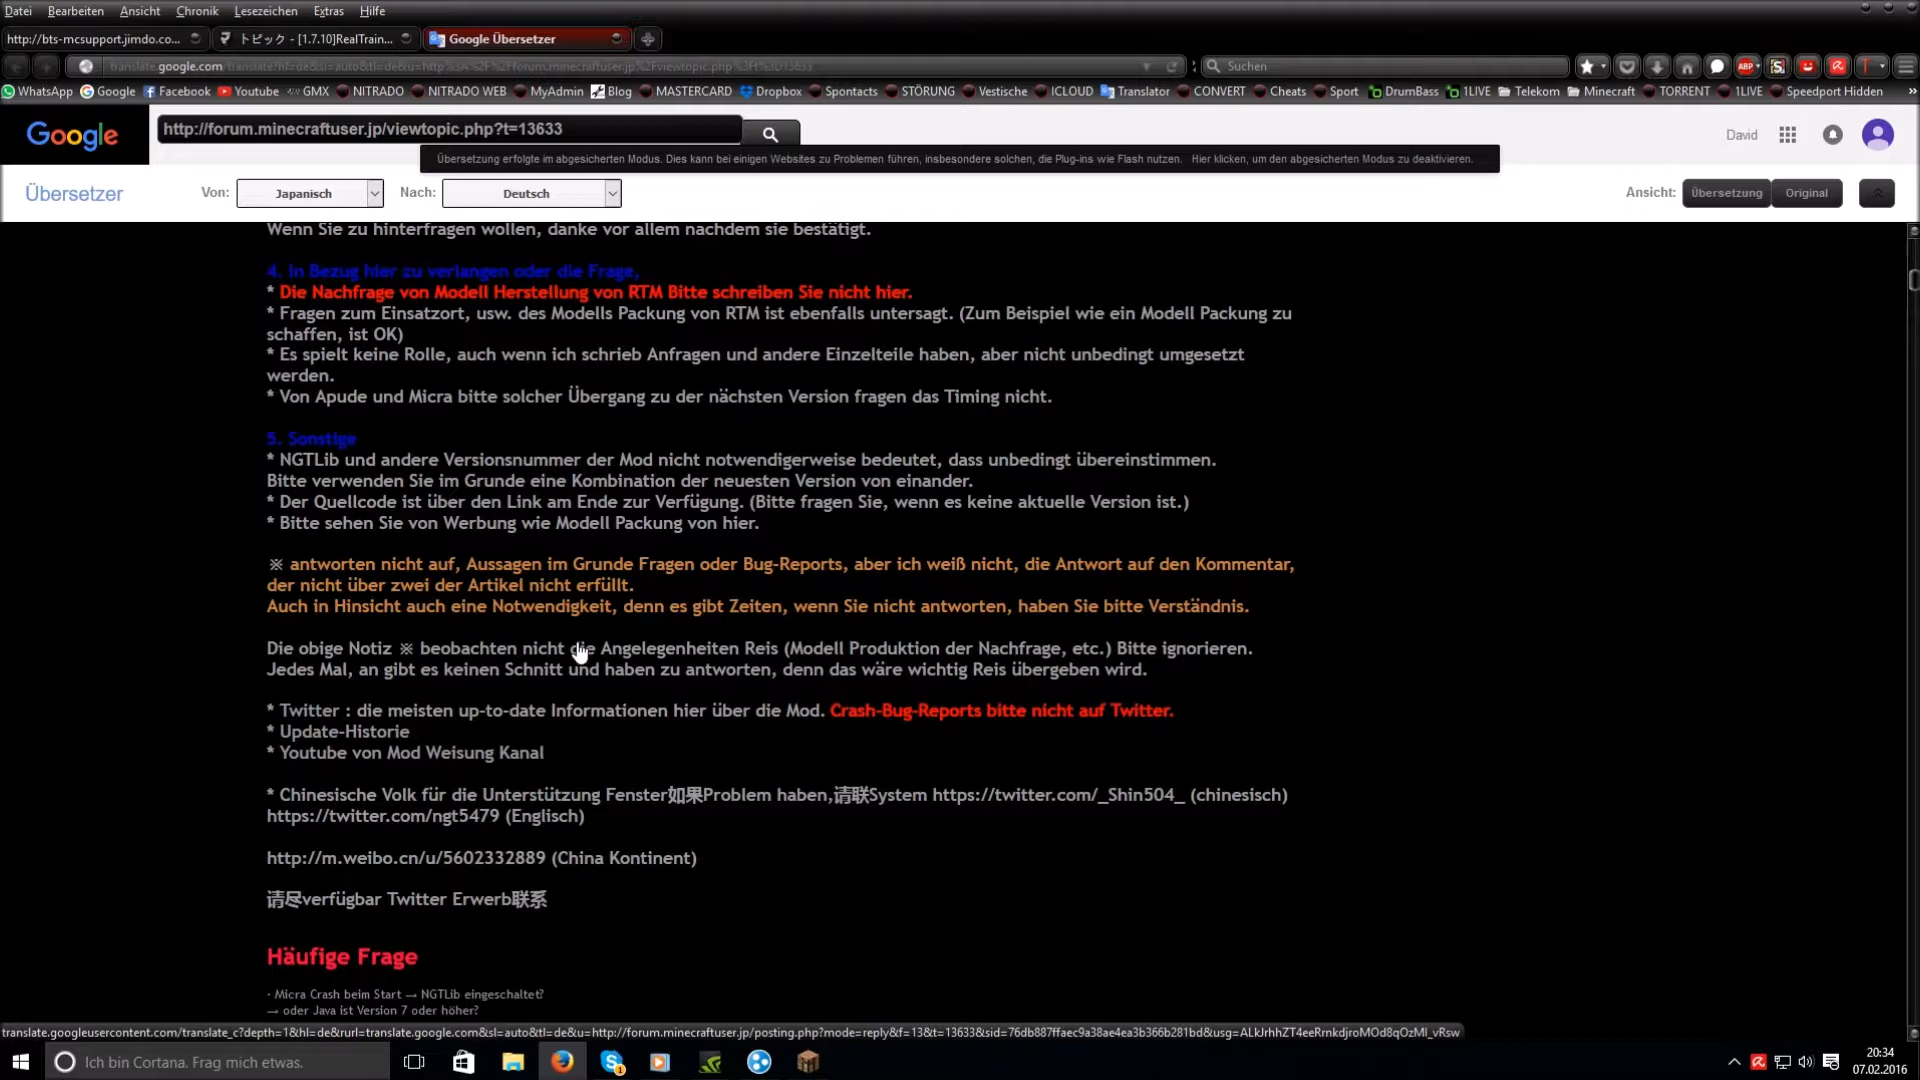 Datei Bearbeiten Ansicht Chronik Lesezeichen Extras Hilfe
http://bts-mcsupport.jimdo.co... トピック - [1.7.10]RealTrain... Google Übersetzer
Suchen
WhatsApp Google Facebook Youtube GMX NITRADO NITRADO WEB MyAdmin Blog MASTERCARD Dropbox Spontacts STÖRUNG Vestische ICLOUD Translator CONVERT Cheats Sport DrumBass 1LIVE Telekom Minecraft TORRENT 1LIVE Speedport Hidden
Google http://forum.minecraftuser.jp/viewtopic.php?t=13633 David
Übersetzung erfolgte im abgesicherten Modus. Dies kann bei einigen Websites zu Problemen führen, insbesondere solchen, die Plug-ins wie Flash nutzen. Hier klicken, um den abgesicherten Modus zu deaktivieren.
Übersetzer Von: Japanisch Nach: Deutsch Ansicht: Übersetzung Original
Wenn Sie zu hinterfragen wollen, danke vor allem nachdem sie bestätigt.
4. In Bezug hier zu verlangen oder die Frage,
* Die Nachfrage von Modell Herstellung von RTM Bitte schreiben Sie nicht hier.
* Fragen zum Einsatzort, usw. des Modells Packung von RTM ist ebenfalls untersagt. (Zum Beispiel wie ein Modell Packung zu
schaffen, ist OK)
* Es spielt keine Rolle, auch wenn ich schrieb Anfragen und andere Einzelteile haben, aber nicht unbedingt umgesetzt
werden.
* Von Apude und Micra bitte solcher Übergang zu der nächsten Version fragen das Timing nicht.
5. Sonstige
* NGTLib und andere Versionsnummer der Mod nicht notwendigerweise bedeutet, dass unbedingt übereinstimmen.
Bitte verwenden Sie im Grunde eine Kombination der neuesten Version von einander.
* Der Quellcode ist über den Link am Ende zur Verfügung. (Bitte fragen Sie, wenn es keine aktuelle Version ist.)
* Bitte sehen Sie von Werbung wie Modell Packung von hier.
※ antworten nicht auf, Aussagen im Grunde Fragen oder Bug-Reports, aber ich weiß nicht, die Antwort auf den Kommentar,
der nicht über zwei der Artikel nicht erfüllt.
Auch in Hinsicht auch eine Notwendigkeit, denn es gibt Zeiten, wenn Sie nicht antworten, haben Sie bitte Verständnis.
Die obige Notiz ※ beobachten nicht die Angelegenheiten Reis (Modell Produktion der Nachfrage, etc.) Bitte ignorieren.
Jedes Mal, an gibt es keinen Schnitt und haben zu antworten, denn das wäre wichtig Reis übergeben wird.
* Twitter : die meisten up-to-date Informationen hier über die Mod. Crash-Bug-Reports bitte nicht auf Twitter.
* Update-Historie
* Youtube von Mod Weisung Kanal
* Chinesische Volk für die Unterstützung Fenster如果Problem haben,请联System https://twitter.com/_Shin504_ (chinesisch)
https://twitter.com/ngt5479 (Englisch)
http://m.weibo.cn/u/5602332889 (China Kontinent)
请尽verfügbar Twitter Erwerb联系
Häufige Frage
· Micra Crash beim Start → NGTLib eingeschaltet?
→ oder Java ist Version 7 oder höher?
translate.googleusercontent.com/translate_c?depth=1&hl=de&rurl=translate.google.com&sl=auto&tl=de&u=http://forum.minecraftuser.jp/posting.php?mode=reply&f=13&t=13633&sid=76db887ffaec9a38ae4ea3b366b281bd&usg=ALkJrhhZT4eeRrnkdjroMOd8qOzMl_vRsw
Ich bin Cortana. Frag mich etwas.
20:34
07.02.2016